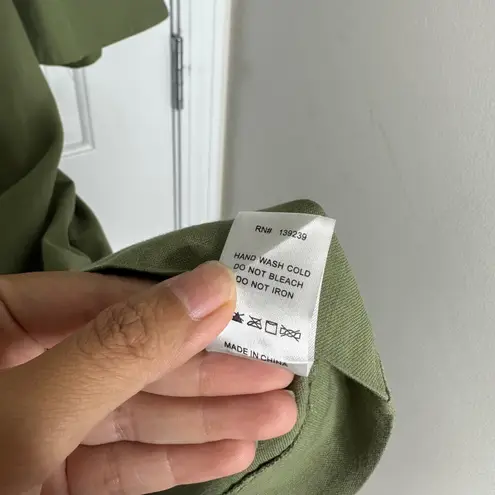 RN# 139239
HAND WASH COLD
DO NOT BLEACH
DO NOT IRON
MADE IN CHINA